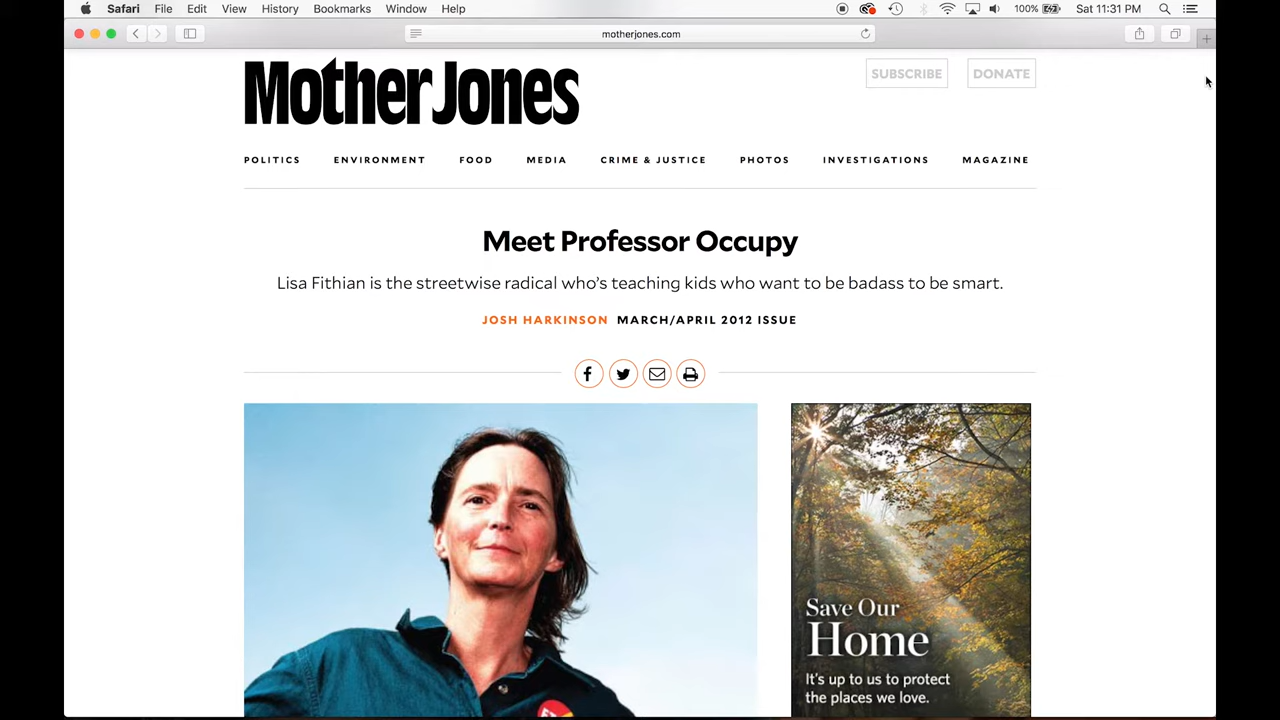 Safari File Edit View History Bookmarks Window Help 100% Sat 11:31 PM
motherjones.com
Mother Jones
SUBSCRIBE DONATE
POLITICS ENVIRONMENT FOOD MEDIA CRIME & JUSTICE PHOTOS INVESTIGATIONS MAGAZINE
Meet Professor Occupy
Lisa Fithian is the streetwise radical who’s teaching kids who want to be badass to be smart.
JOSH HARKINSON MARCH/APRIL 2012 ISSUE
Save Our
Home
It's up to us to protect
the places we love.